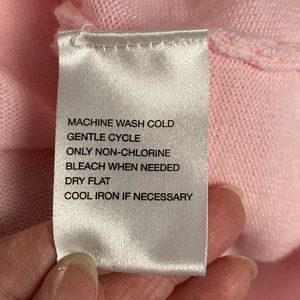 MACHINE WASH COLD
GENTLE CYCLE
ONLY NON-CHLORINE
BLEACH WHEN NEEDED
DRY FLAT
COOL IRON IF NECESSARY